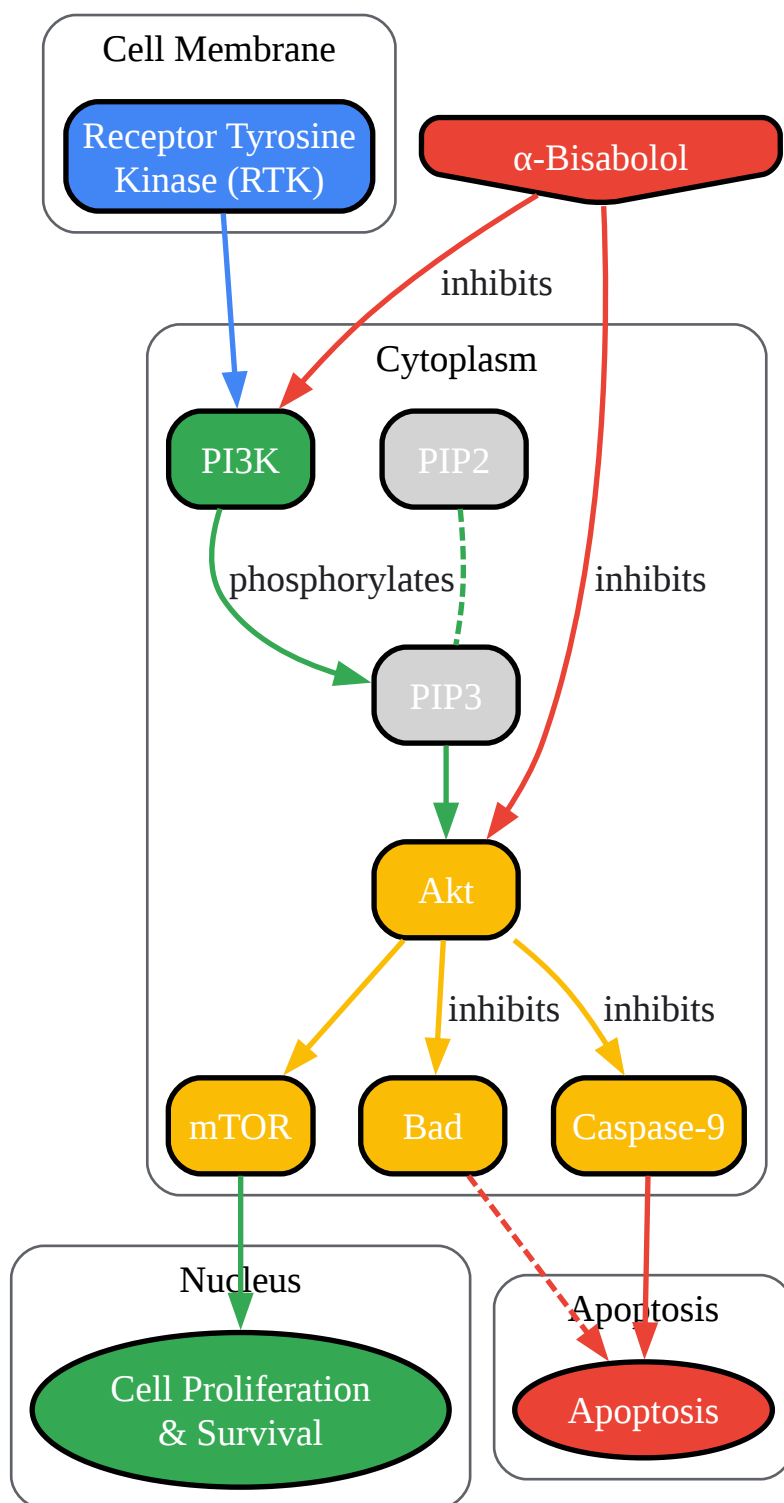 Cell Membrane
Receptor Tyrosine
Kinase (RTK)
α-Bisabolol
inhibits
Cytoplasm
PI3K
PIP2
phosphorylates
inhibits
PIP3
Akt
inhibits
inhibits
mTOR
Bad
Caspase-9
Nucleus
Apoptosis
Cell Proliferation
& Survival
Apoptosis